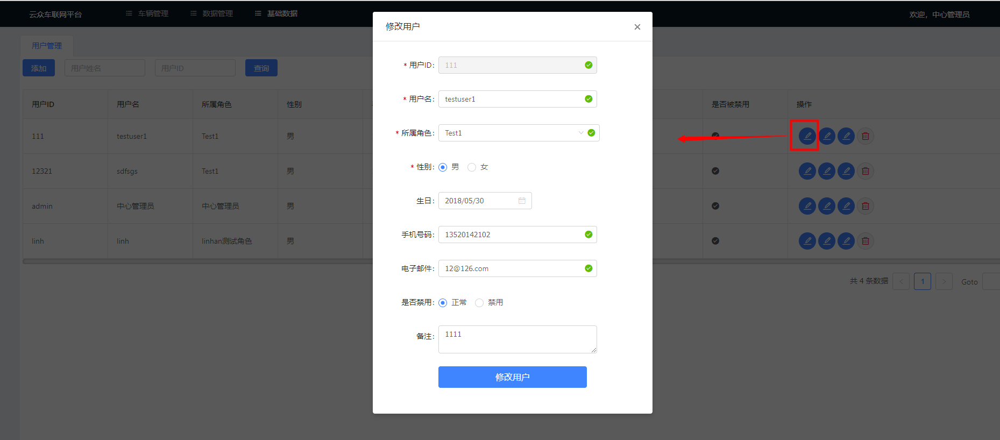 云众车联网平台 车辆管理 数据管理 基础数据 欢迎，中心管理员
用户管理
添加 用户姓名 用户ID 查询
用户ID 用户名 所属角色 性别 是否被禁用 操作
111 testuser1 Test1 男
12321 sdfsgs Test1 男
admin 中心管理员 中心管理员 男
linh linh linhan测试角色 男
共 4 条数据 1 Goto
修改用户
* 用户ID: 111
* 用户名: testuser1
* 所属角色: Test1
* 性别: 男 女
生日: 2018/05/30
手机号码: 13520142102
电子邮件: 12@126.com
是否禁用: 正常 禁用
备注: 1111
修改用户